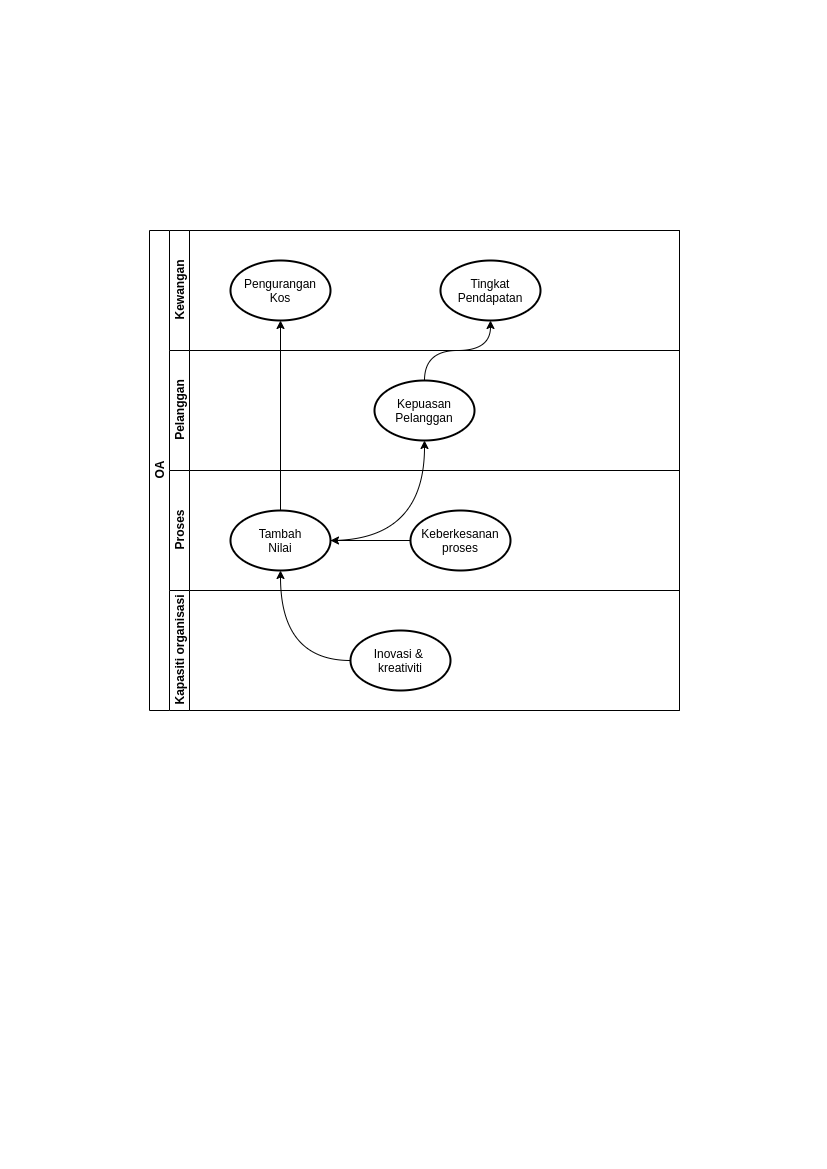 OA
Kewangan
Pengurangan
Kos
Tingkat
Pendapatan
Pelanggan
Kepuasan
Pelanggan
Proses
Tambah
Nilai
Keberkesanan
proses
Kapasiti organisasi
Inovasi &
kreativiti